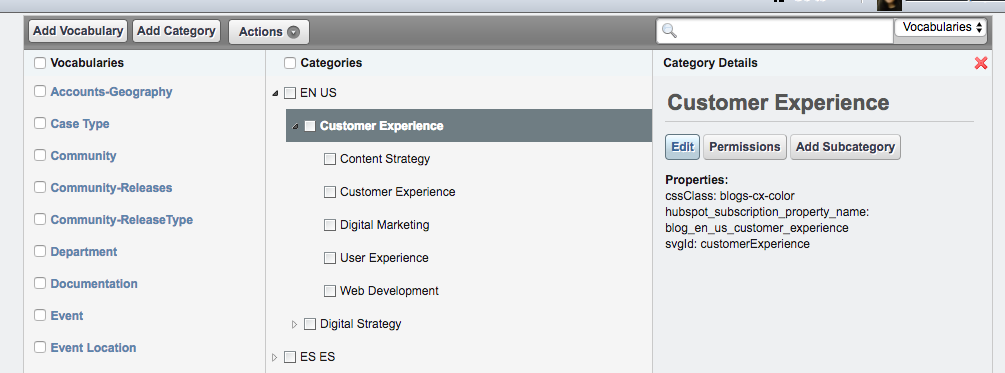 Add Vocabulary Add Category Actions Vocabularies
Vocabularies
Accounts-Geography
Case Type
Community
Community-Releases
Community-ReleaseType
Department
Documentation
Event
Event Location
Categories
EN US
Customer Experience
Content Strategy
Customer Experience
Digital Marketing
User Experience
Web Development
Digital Strategy
ES ES
Category Details
Customer Experience
Edit Permissions Add Subcategory
Properties:
cssClass: blogs-cx-color
hubspot_subscription_property_name:
blog_en_us_customer_experience
svgId: customerExperience